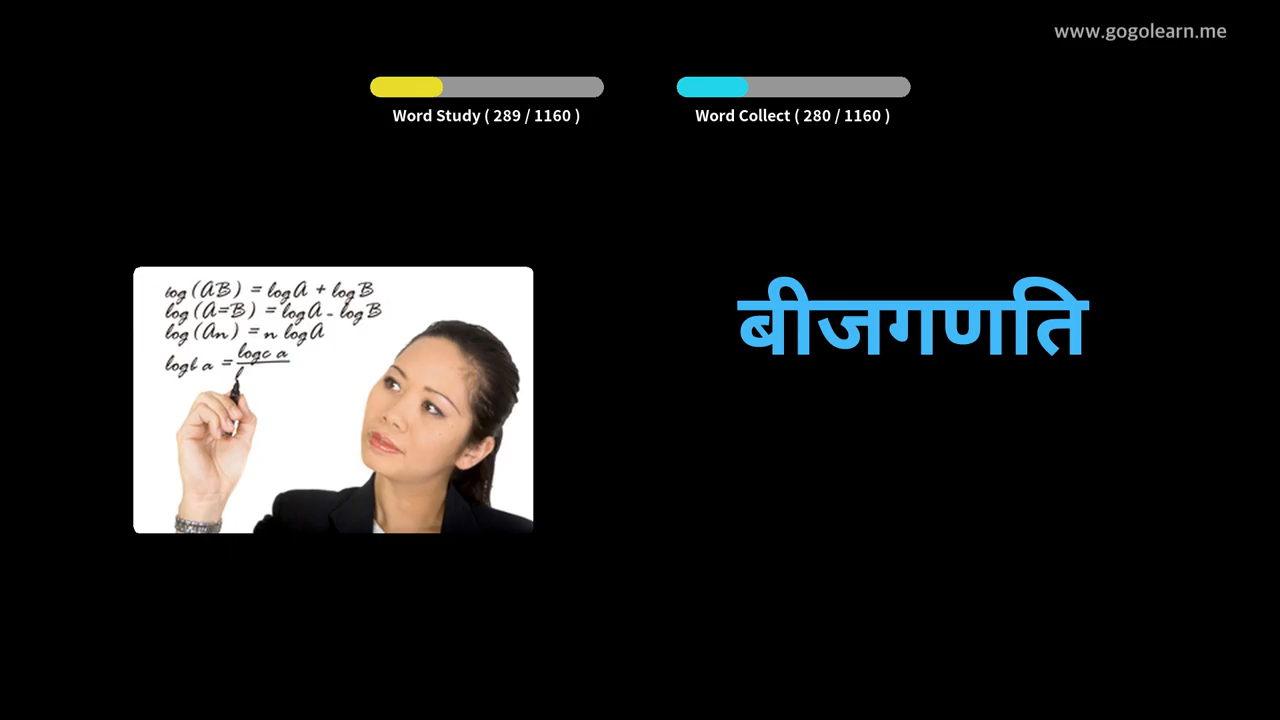 www.gogolearn.me
Word Study ( 289 / 1160 )
Word Collect ( 280 / 1160 )
log (AB) = log A + log B
log (A=B) = log A - log B
log (An) = n log A
logb a = logc a
बीजगणति